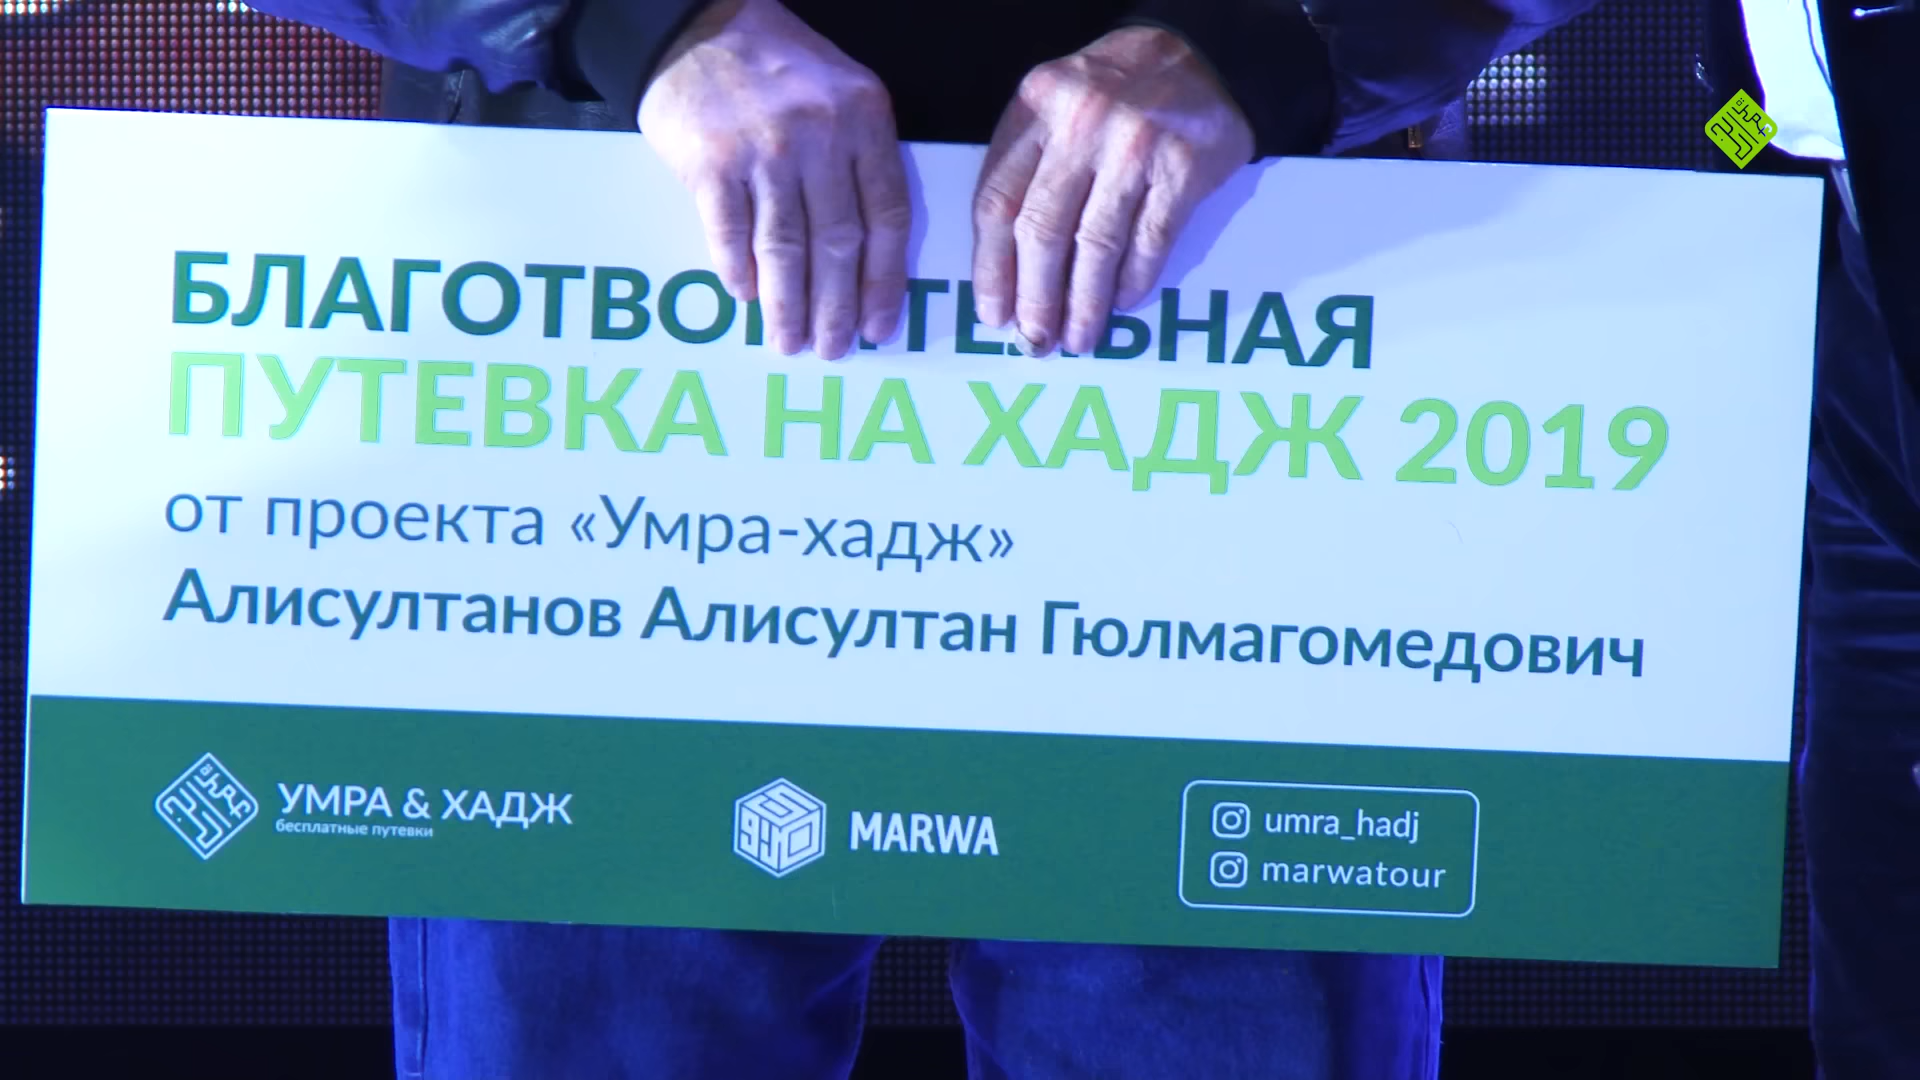 БЛАГОТВОРИТЕЛЬНАЯ
ПУТЕВКА НА ХАДЖ 2019
от проекта «Умра-хадж»
Алисултанов Алисултан Гюлмагомедович
УМРА & ХАДЖ
бесплатные путевки
MARWA
umra_hadj
marwatour